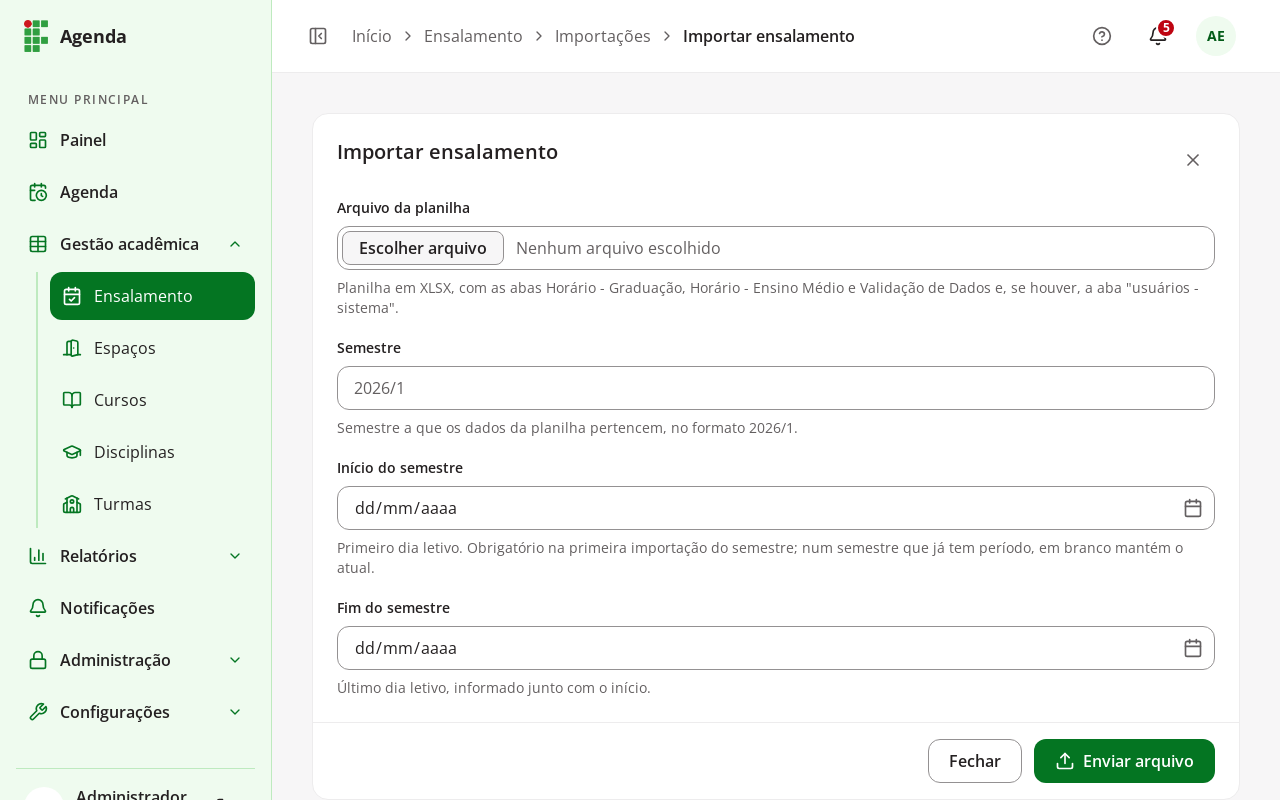 Agenda
Início
Ensalamento
Importações
Importar ensalamento
5
AE
MENU PRINCIPAL
Painel
Agenda
Gestão acadêmica
Ensalamento
Espaços
Cursos
Disciplinas
Turmas
Relatórios
Notificações
Administração
Configurações
Administrador
Importar ensalamento
Arquivo da planilha
Escolher arquivo
Nenhum arquivo escolhido
Planilha em XLSX, com as abas Horário - Graduação, Horário - Ensino Médio e Validação de Dados e, se houver, a aba "usuários -
sistema".
Semestre
2026/1
Semestre a que os dados da planilha pertencem, no formato 2026/1.
Início do semestre
dd/mm/aaaa
Primeiro dia letivo. Obrigatório na primeira importação do semestre; num semestre que já tem período, em branco mantém o
atual.
Fim do semestre
dd/mm/aaaa
Último dia letivo, informado junto com o início.
Fechar
Enviar arquivo